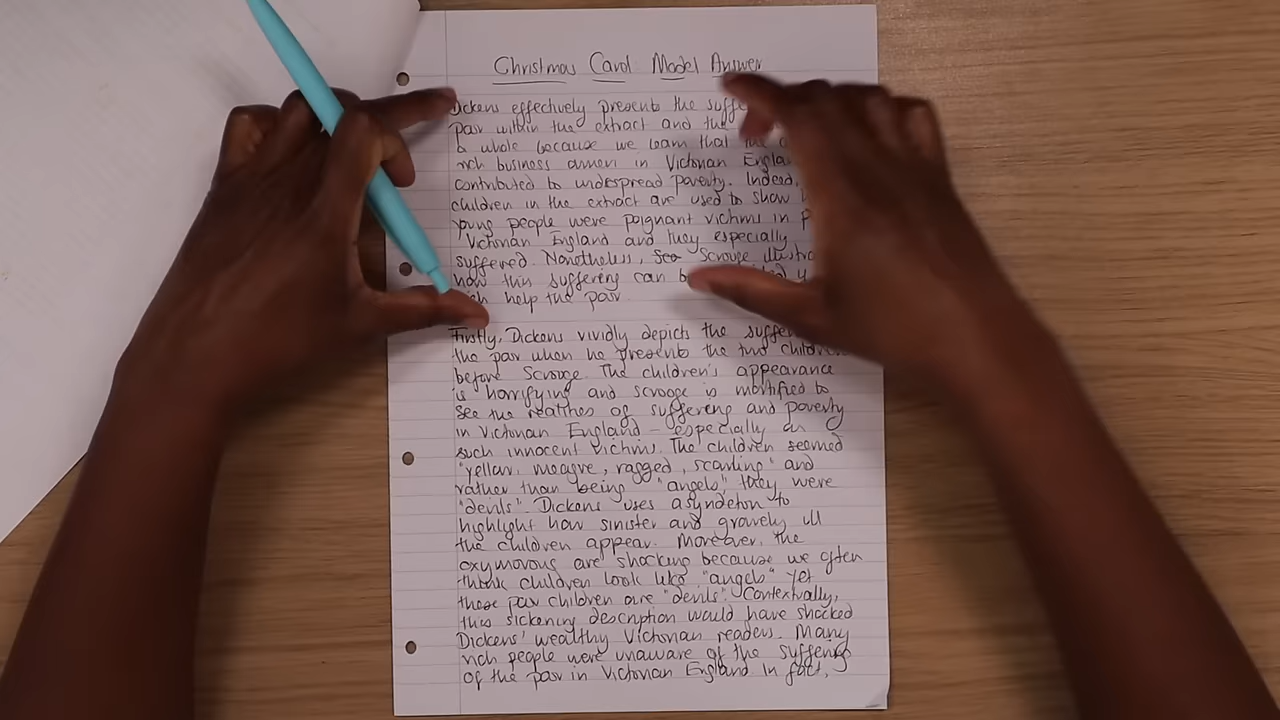 Christmas Carol Model Answer
Dickens effectively presents the
poor within the extract and the
a whole because we learn that the
rich business owners in Victorian
contributed to widespread poverty. Indeed,
children in the extract are used to show
young people were poignant victims in
Victorian England and they especially
suffered. Nonetheless, Scrooge
how this suffering can
rich help the poor.
Firstly, Dickens vividly depicts the
the poor when he presents the two
before Scrooge. The children's appearance
is horrifying and scrooge is mortified to
see the realities of suffering and poverty
in Victorian England – especially on
such innocent victims. The children seemed
"yellow, meagre, ragged, scowling" and
rather than being "angels" they were
"devils". Dickens uses asyndeton to
highlight how sinister and gravely ill
the children appear. Moreover, the
oxymorons are shocking because we often
think children look like "angels" yet
these poor children are "devils". Contextually,
this sickening description would have shocked
Dickens' wealthy Victorian readers. Many
rich people were unaware of the suffering
of the poor in Victorian England in fact,